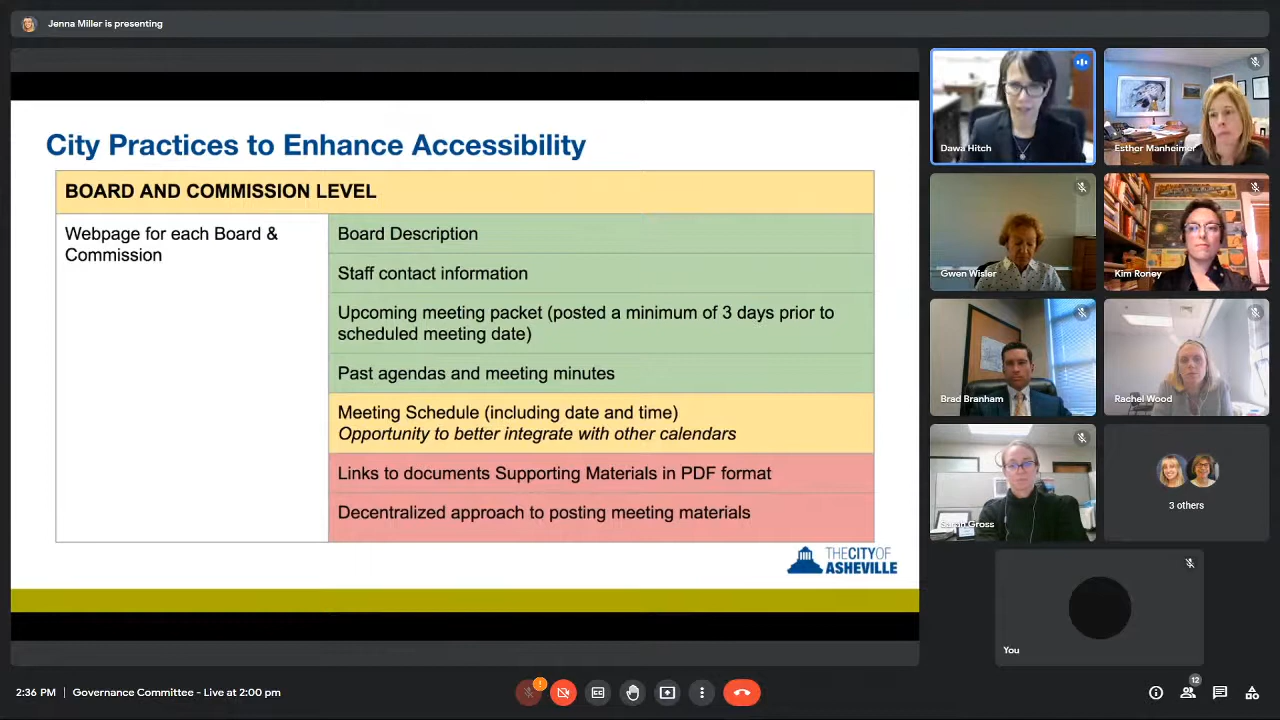 Jenna Miller is presenting
City Practices to Enhance Accessibility
BOARD AND COMMISSION LEVEL
Webpage for each Board &
Commission
Board Description
Staff contact information
Upcoming meeting packet (posted a minimum of 3 days prior to
scheduled meeting date)
Past agendas and meeting minutes
Meeting Schedule (including date and time)
Opportunity to better integrate with other calendars
Links to documents Supporting Materials in PDF format
Decentralized approach to posting meeting materials
THE CITY OF
ASHEVILLE
Dawa Hitch
Esther Manheimer
Gwen Wisler
Kim Roney
Brad Branham
Rachel Wood
Sarah Gross
3 others
You
2:36 PM | Governance Committee - Live at 2:00 pm
!
12